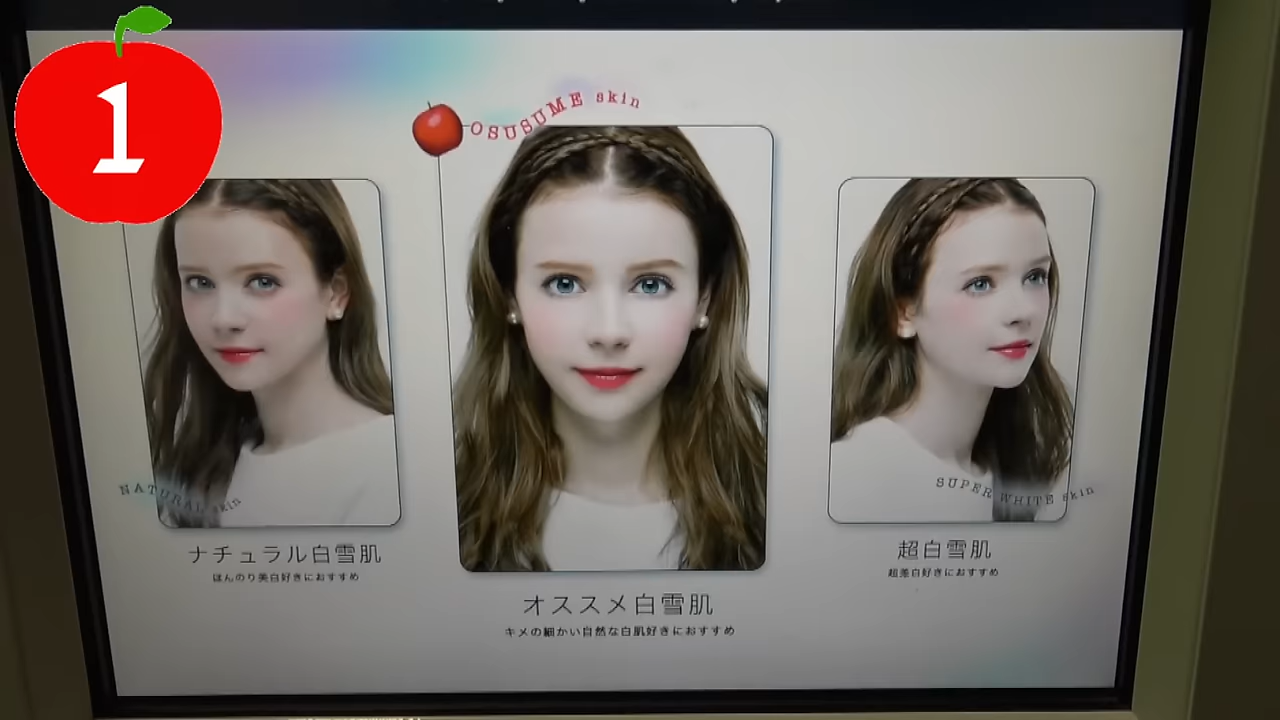 1
OSUSUME skin
NATURAL skin
ナチュラル白雪肌
ほんのり美白好きにおすすめ
オススメ白雪肌
キメの細かい自然な白肌好きにおすすめ
SUPER WHITE skin
超白雪肌
超美白好きにおすすめ